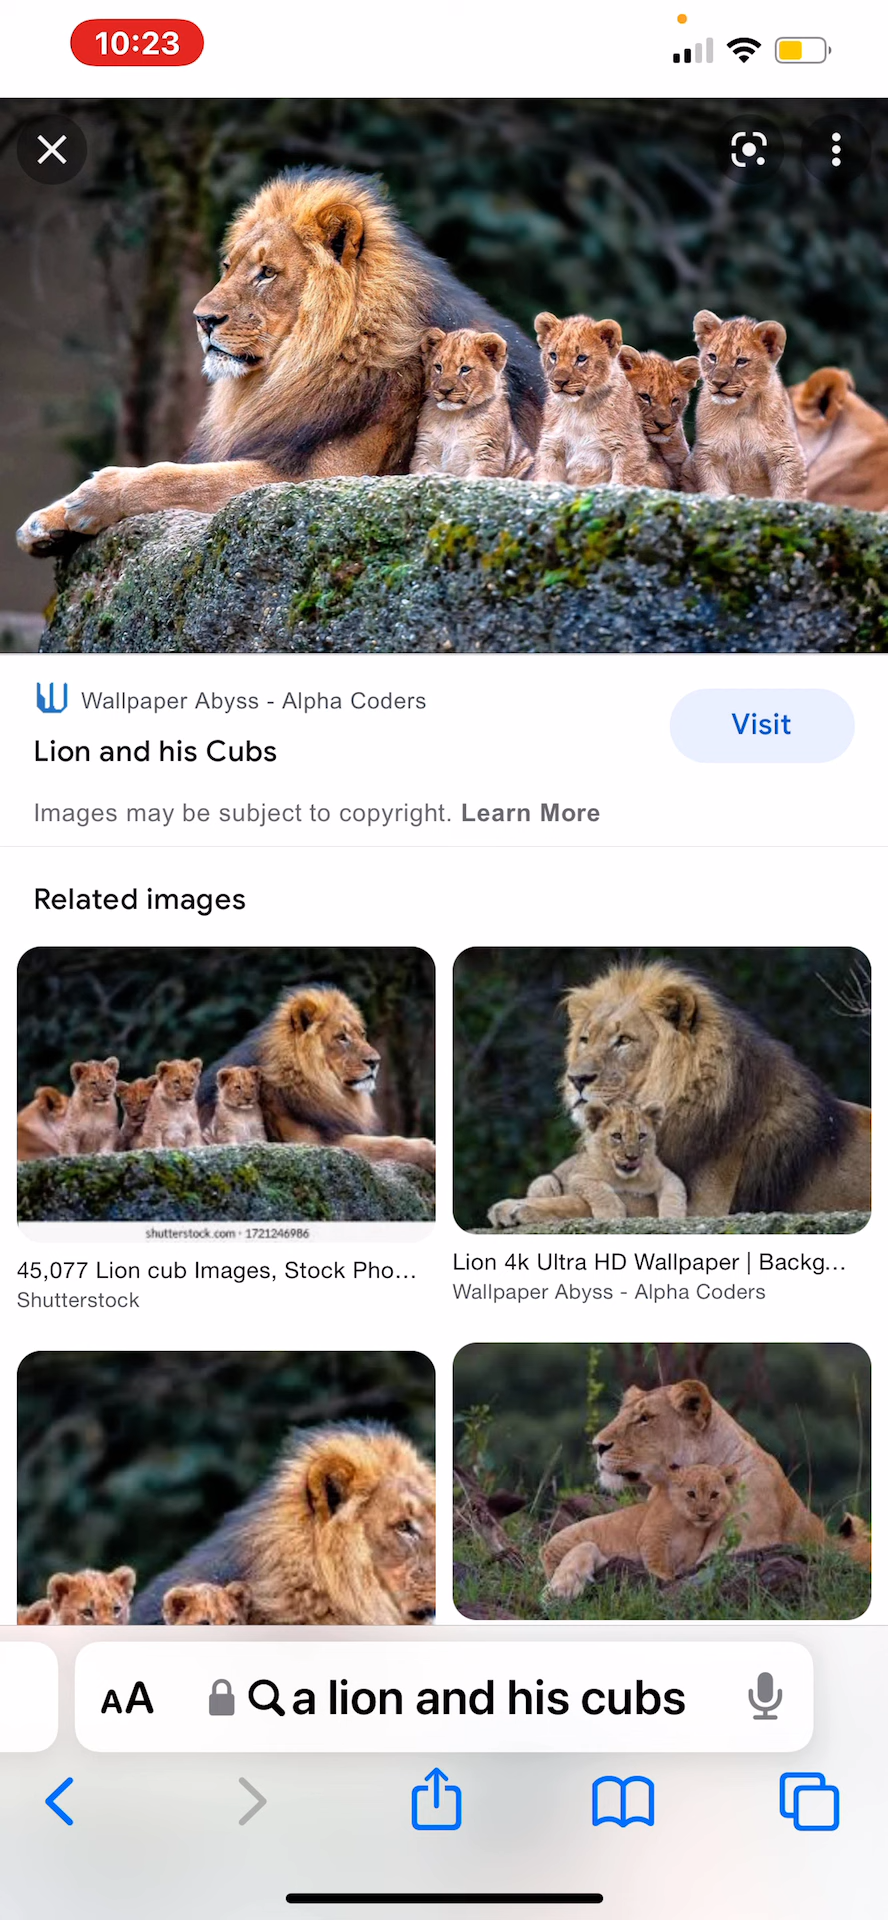 10:23
Wallpaper Abyss - Alpha Coders
Lion and his Cubs
Visit
Images may be subject to copyright. Learn More
Related images
shutterstock.com · 1721246986
45,077 Lion cub Images, Stock Pho...
Shutterstock
Lion 4k Ultra HD Wallpaper | Backg...
Wallpaper Abyss - Alpha Coders
AA a lion and his cubs